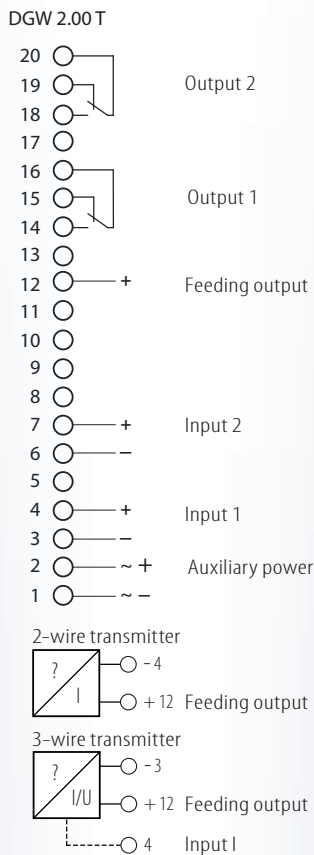 DGW 2.00 T
20
19 Output 2
18
17
16
15 Output 1
14
13
12 + Feeding output
11
10
9
8
7 + Input 2
6 −
5
4 + Input 1
3 −
2 ~ + Auxiliary power
1 ~ −
2-wire transmitter
? - 4
I + 12 Feeding output
3-wire transmitter
? - 3
I/U + 12 Feeding output
4 Input I